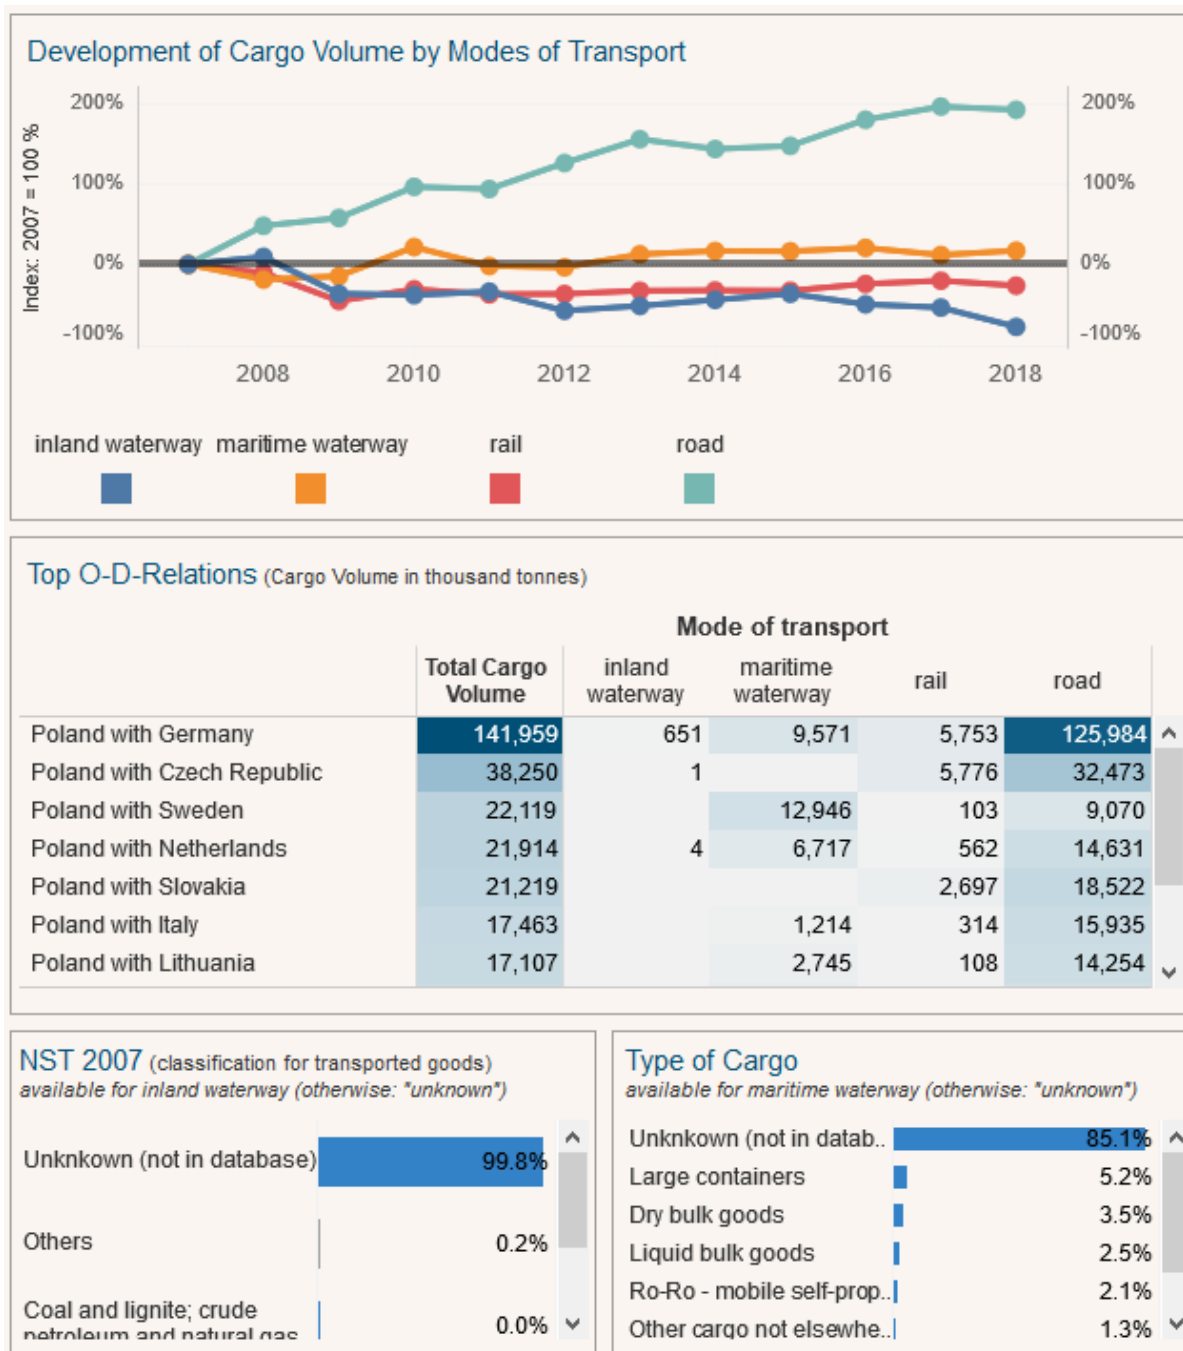 Development of Cargo Volume by Modes of Transport
Index: 2007 = 100 %
200% 200%
100% 100%
0% 0%
-100% -100%
2008 2010 2012 2014 2016 2018
inland waterway maritime waterway rail road
Top O-D-Relations (Cargo Volume in thousand tonnes)
Mode of transport
Total Cargo Volume inland waterway maritime waterway rail road
Poland with Germany 141,959 651 9,571 5,753 125,984
Poland with Czech Republic 38,250 1 5,776 32,473
Poland with Sweden 22,119 12,946 103 9,070
Poland with Netherlands 21,914 4 6,717 562 14,631
Poland with Slovakia 21,219 2,697 18,522
Poland with Italy 17,463 1,214 314 15,935
Poland with Lithuania 17,107 2,745 108 14,254
NST 2007 (classification for transported goods)
available for inland waterway (otherwise: "unknown")
Unknkown (not in database) 99.8%
Others 0.2%
Coal and lignite; crude
petroleum and natural gas 0.0%
Type of Cargo
available for maritime waterway (otherwise: "unknown")
Unknkown (not in datab.. 85.1%
Large containers 5.2%
Dry bulk goods 3.5%
Liquid bulk goods 2.5%
Ro-Ro - mobile self-prop.. 2.1%
Other cargo not elsewhe.. 1.3%